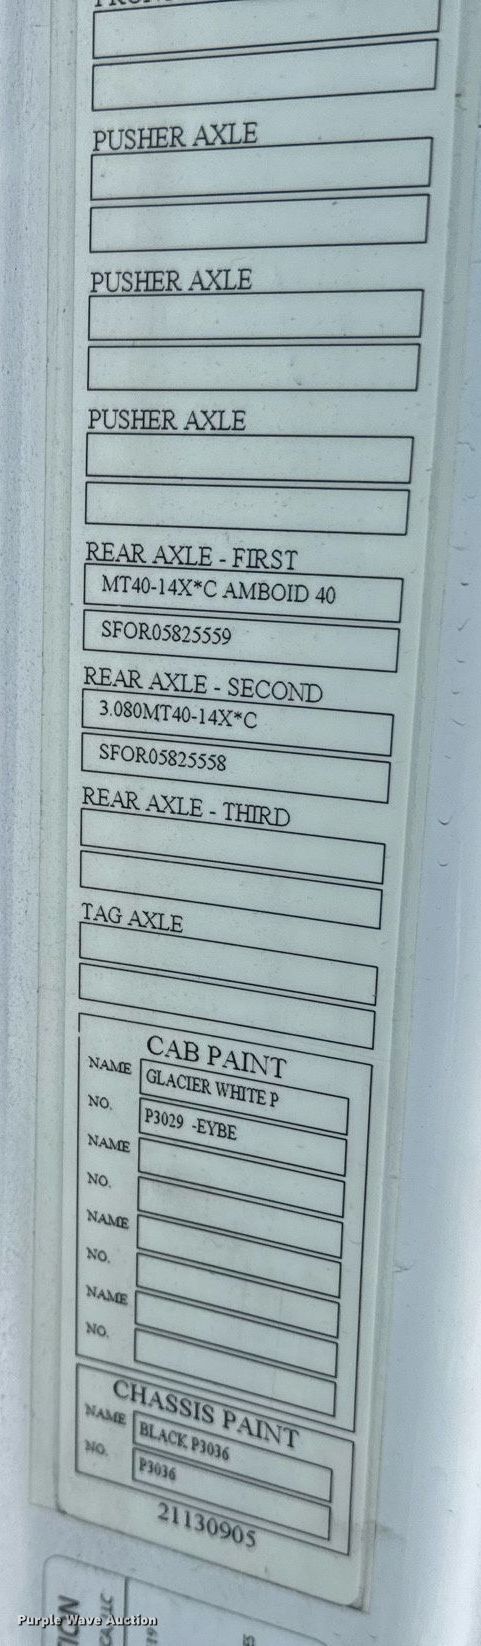 PUSHER AXLE
PUSHER AXLE
PUSHER AXLE
REAR AXLE - FIRST
MT40-14X*C AMBOID 40
SFOR05825559
REAR AXLE - SECOND
3.080MT40-14X*C
SFOR05825558
REAR AXLE - THIRD
TAG AXLE
CAB PAINT
NAME GLACIER WHITE P
NO. P3029 -EYBE
NAME
NO.
NAME
NO.
NAME
NO.
CHASSIS PAINT
NAME BLACK P3036
NO. P3036
21130905
Purple Wave Auction